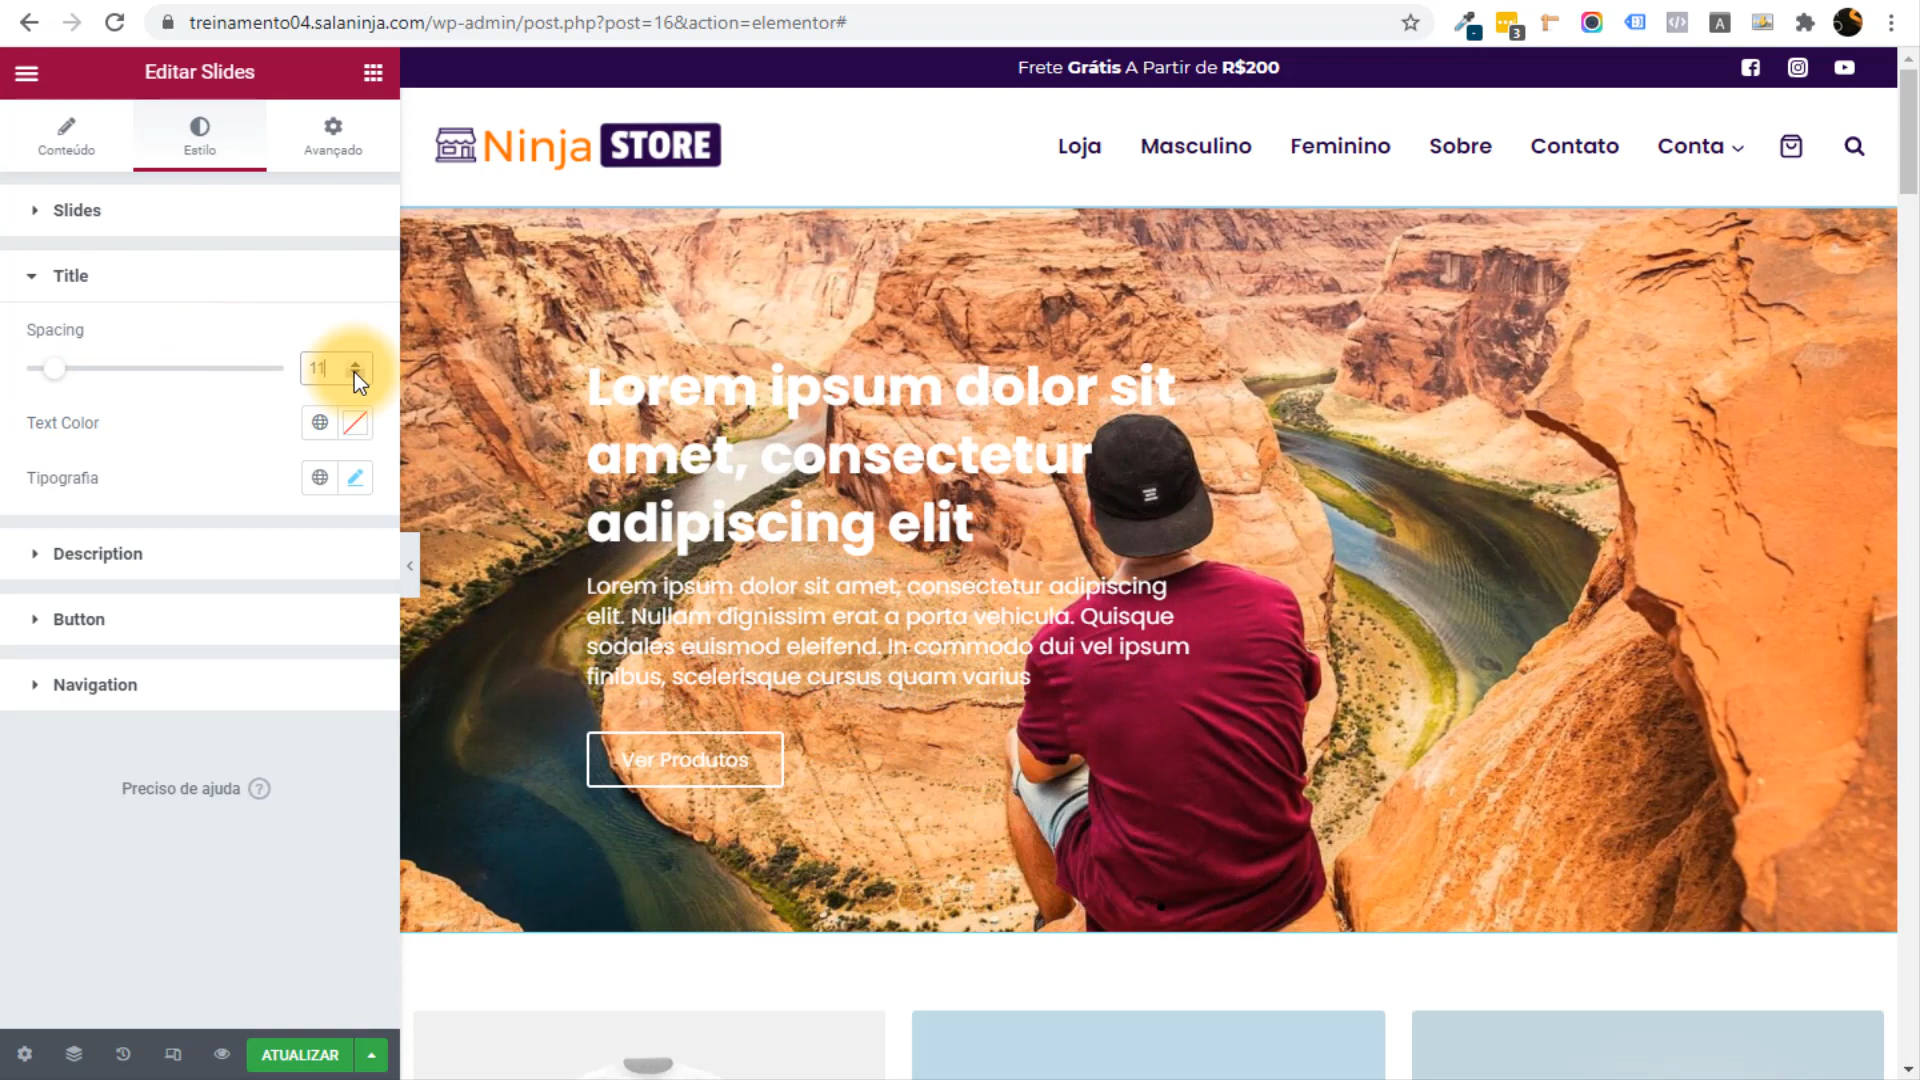 treinamento04.salaninja.com/wp-admin/post.php?post=16&action=elementor#
3
A
Editar Slides
Frete Grátis A Partir de R$200
Conteúdo
Estilo
Avançado
Ninja STORE
Loja
Masculino
Feminino
Sobre
Contato
Conta
Slides
Title
Spacing
11
Text Color
Tipografia
Description
Button
Navigation
Preciso de ajuda ?
Lorem ipsum dolor sit
amet, consectetur
adipiscing elit
Lorem ipsum dolor sit amet, consectetur adipiscing
elit. Nullam dignissim erat a porta vehicula. Quisque
sodales euismod eleifend. In commodo dui vel ipsum
finibus, scelerisque cursus quam varius
Ver Produtos
ATUALIZAR